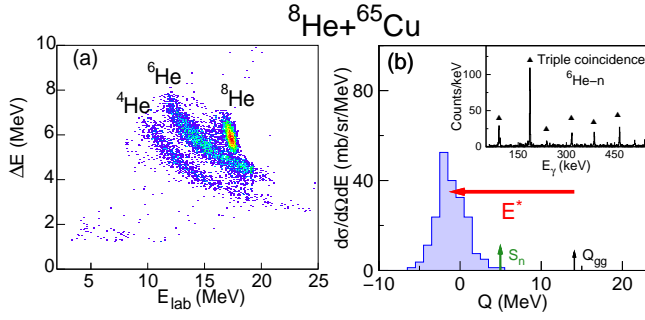 ⁸He+⁶⁵Cu
(a)
⁶He
⁴He
⁸He
10
8
6
4
2
0
ΔE (MeV)
5
10
15
20
25
E_lab (MeV)
(b)
Triple coincidence
⁶He–n
Counts/keV
100
50
0
150
300
450
E_γ (keV)
dσ/dΩdE (mb/sr/MeV)
80
40
0
E*
S_n
Q_gg
−10
0
10
20
Q (MeV)